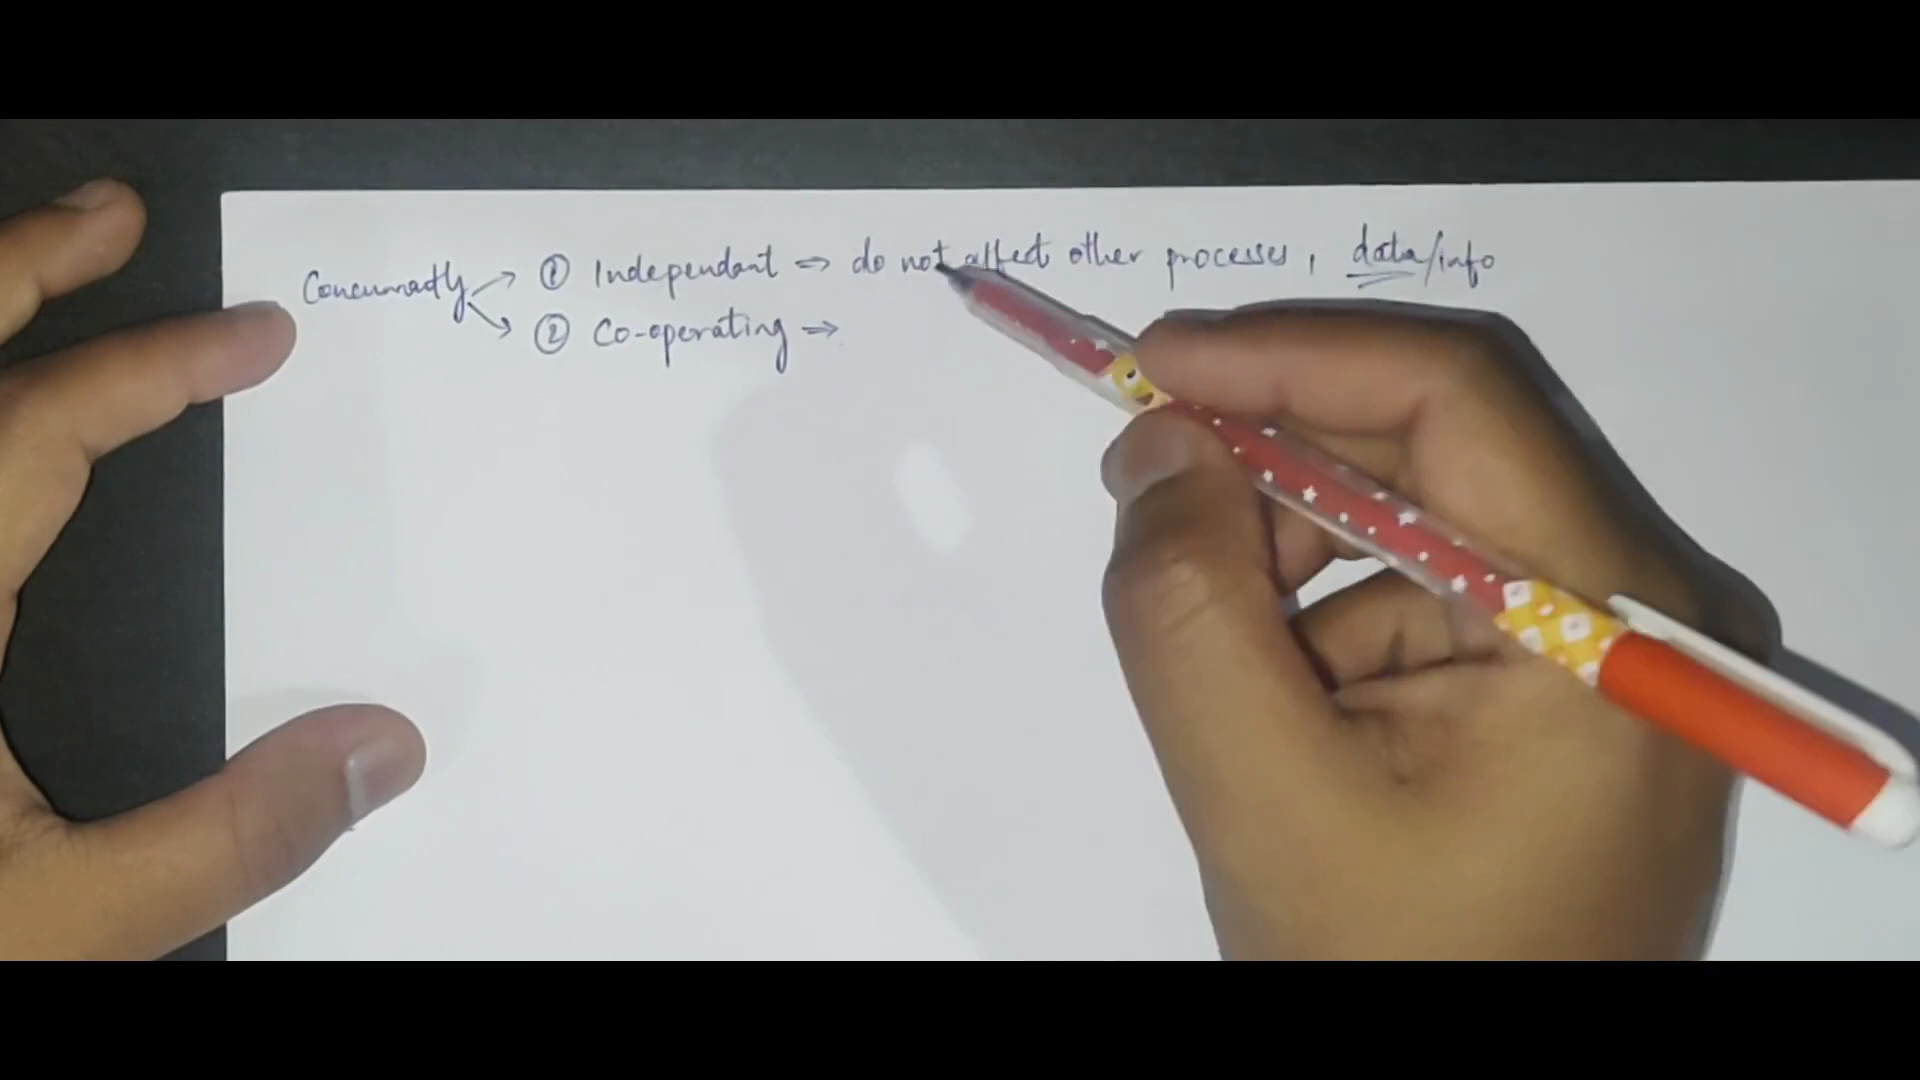 Concurrently → ① Independant ⇒ do not affect other processes, data/info
→ ② Co-operating ⇒